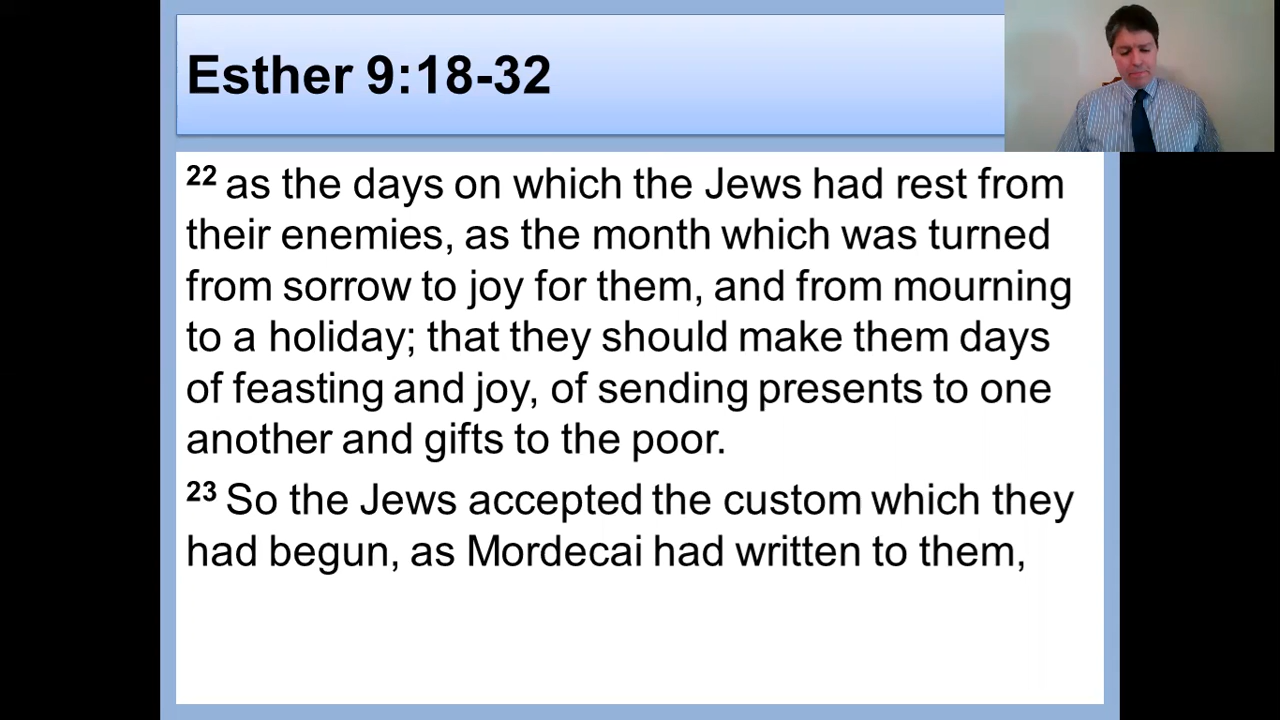 Esther 9:18-32
22 as the days on which the Jews had rest from
their enemies, as the month which was turned
from sorrow to joy for them, and from mourning
to a holiday; that they should make them days
of feasting and joy, of sending presents to one
another and gifts to the poor.
23 So the Jews accepted the custom which they
had begun, as Mordecai had written to them,